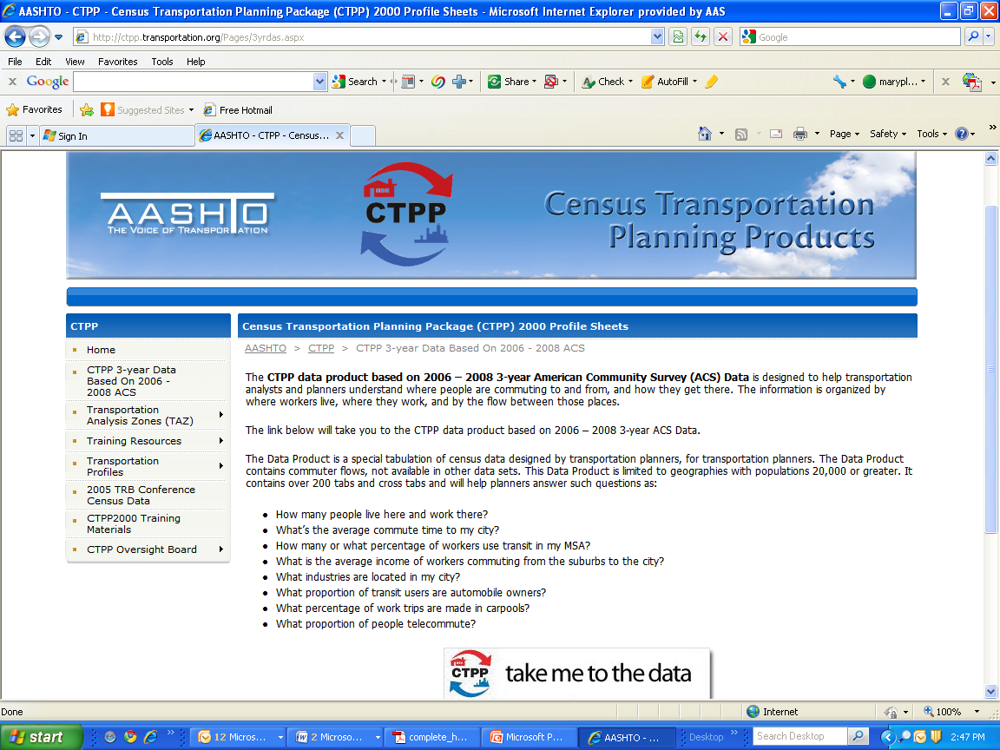 AASHTO - CTPP - Census Transportation Planning Package (CTPP) 2000 Profile Sheets - Microsoft Internet Explorer provided by AAS
http://ctpp.transportation.org/Pages/3yrdas.aspx
Google
File Edit View Favorites Tools Help
x Google Search Share Check AutoFill marypl...
Favorites Suggested Sites Free Hotmail
Sign In AASHTO - CTPP - Census... Page Safety Tools
AASHTO
THE VOICE OF TRANSPORTATION
CTPP
Census Transportation
Planning Products
CTPP
Home
CTPP 3-year Data
Based On 2006 -
2008 ACS
Transportation
Analysis Zones (TAZ)
Training Resources
Transportation
Profiles
2005 TRB Conference
Census Data
CTPP2000 Training
Materials
CTPP Oversight Board
Census Transportation Planning Package (CTPP) 2000 Profile Sheets
AASHTO > CTPP > CTPP 3-year Data Based On 2006 - 2008 ACS
The CTPP data product based on 2006 – 2008 3-year American Community Survey (ACS) Data is designed to help transportation
analysts and planners understand where people are commuting to and from, and how they get there. The information is organized by
where workers live, where they work, and by the flow between those places.
The link below will take you to the CTPP data product based on 2006 – 2008 3-year ACS Data.
The Data Product is a special tabulation of census data designed by transportation planners, for transportation planners. The Data Product
contains commuter flows, not available in other data sets. This Data Product is limited to geographies with populations 20,000 or greater. It
contains over 200 tabs and cross tabs and will help planners answer such questions as:
• How many people live here and work there?
• What's the average commute time to my city?
• How many or what percentage of workers use transit in my MSA?
• What is the average income of workers commuting from the suburbs to the city?
• What industries are located in my city?
• What proportion of transit users are automobile owners?
• What percentage of work trips are made in carpools?
• What proportion of people telecommute?
CTPP take me to the data
Done Internet 100%
start 12 Micros... 2 Microso... complete_h... Microsoft P... AASHTO - ... Desktop Search Desktop 2:47 PM